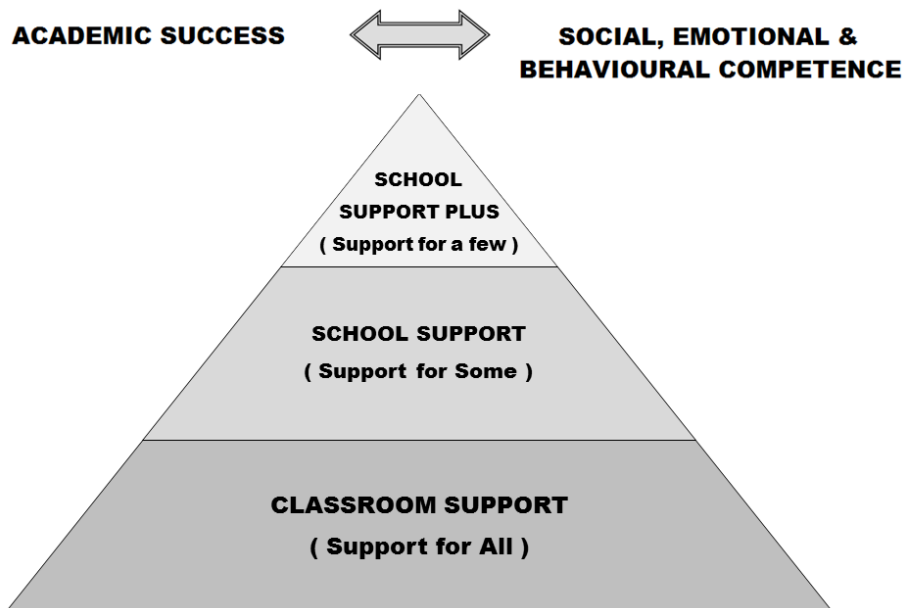 ACADEMIC SUCCESS
SOCIAL, EMOTIONAL &
BEHAVIOURAL COMPETENCE
SCHOOL
SUPPORT PLUS
( Support for a few )
SCHOOL SUPPORT
( Support for Some )
CLASSROOM SUPPORT
( Support for All )